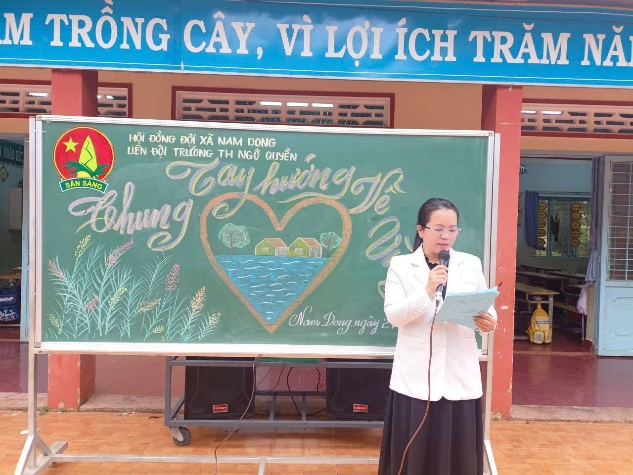 M TRỒNG CÂY, VÌ LỢI ÍCH TRĂM NĂ
HỘI ĐỒNG ĐỘI XÃ NAM DONG
LIÊN ĐỘI TRƯỜNG TH NGÔ QUYỀN
SẴN SÀNG
Chung Tay hướng Về
Nam Dong ngày 2